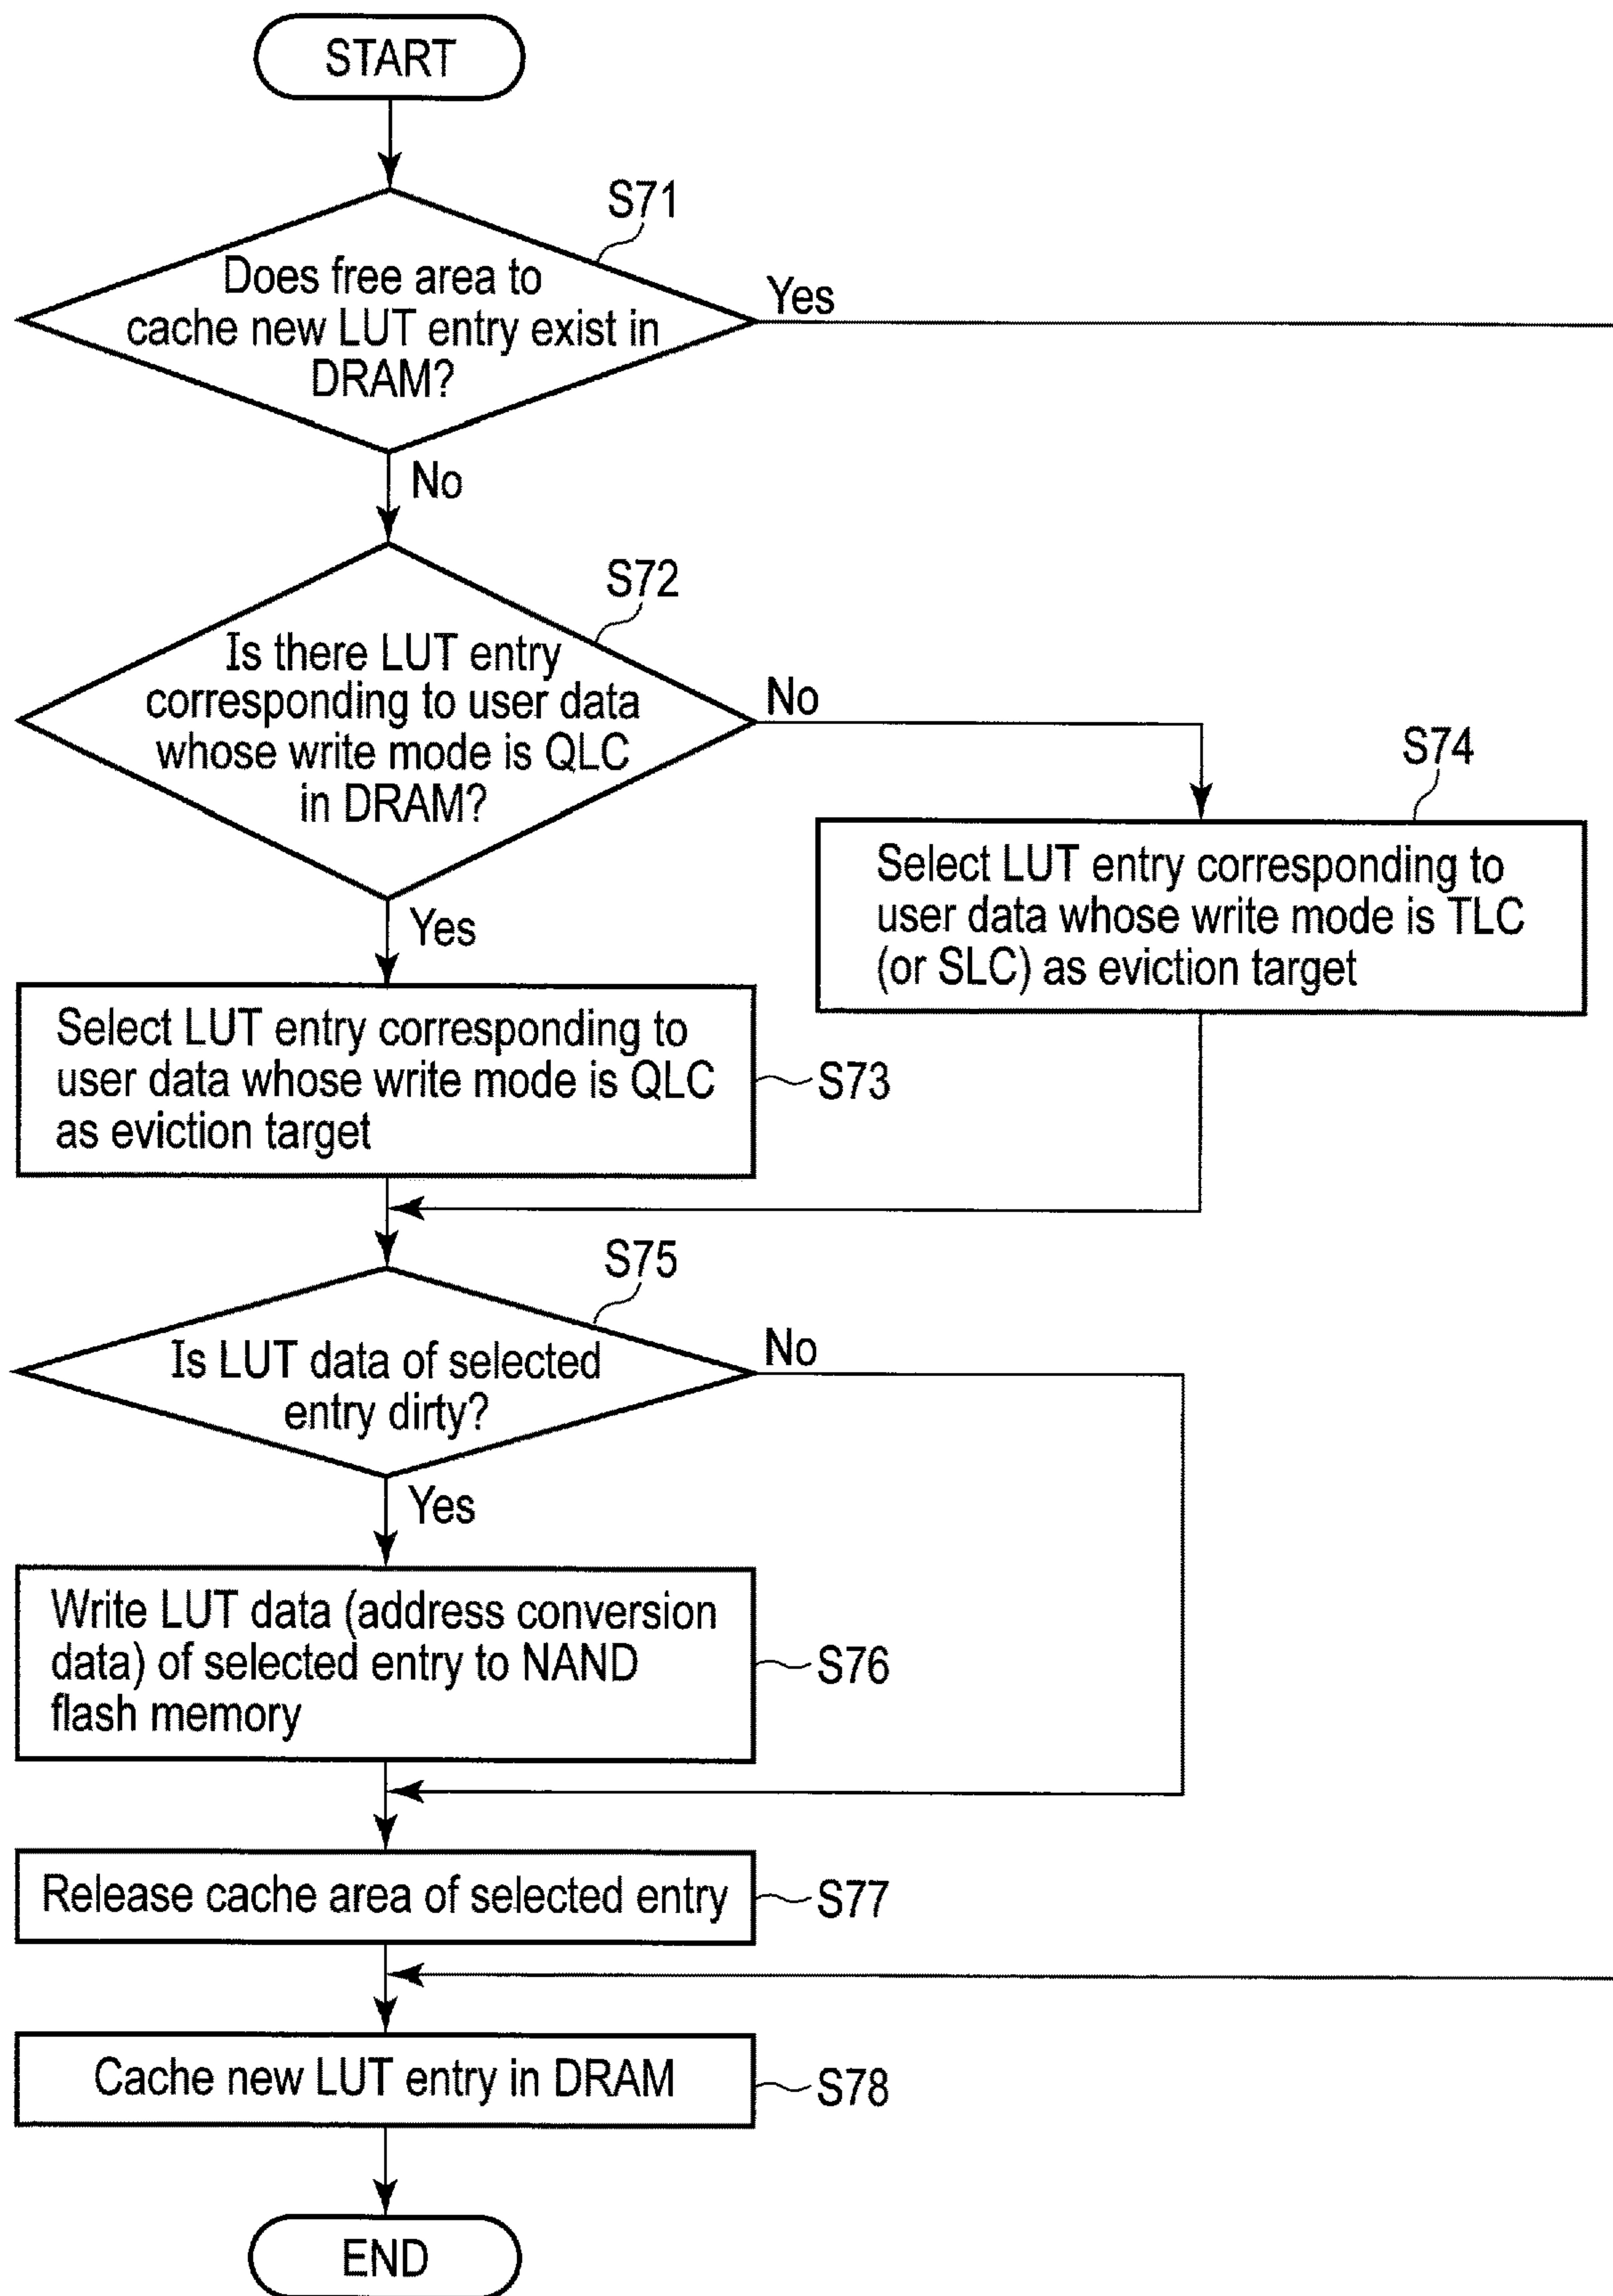 START
S71
Does free area to
cache new LUT entry exist in
DRAM?
Yes
No
S72
Is there LUT entry
corresponding to user data
whose write mode is QLC
in DRAM?
No
S74
Select LUT entry corresponding to
user data whose write mode is TLC
(or SLC) as eviction target
Yes
Select LUT entry corresponding to
user data whose write mode is QLC
as eviction target
S73
S75
Is LUT data of selected
entry dirty?
No
Yes
Write LUT data (address conversion
data) of selected entry to NAND
flash memory
S76
Release cache area of selected entry
S77
Cache new LUT entry in DRAM
S78
END